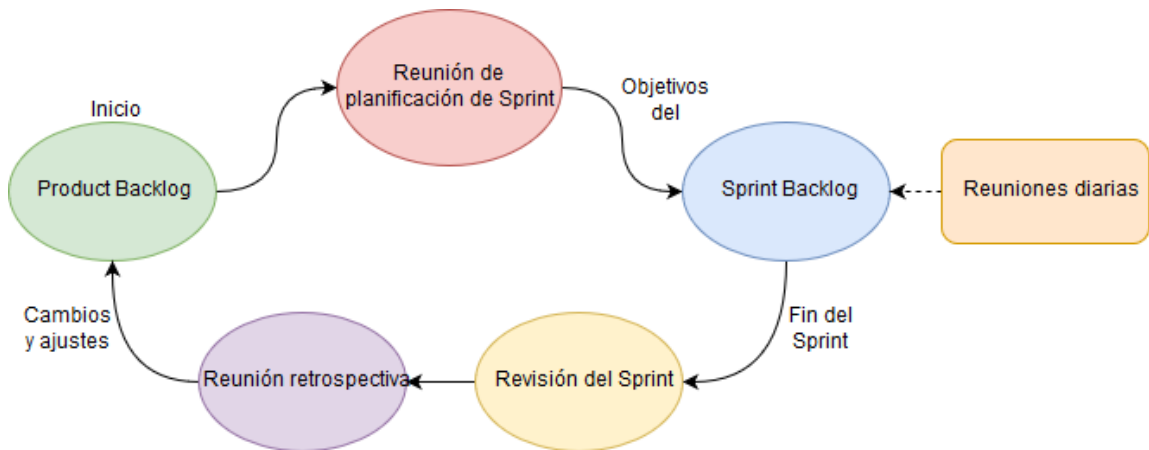 Inicio
Product Backlog
Reunión de
planificación de Sprint
Objetivos
del
Sprint Backlog
Reuniones diarias
Fin del
Sprint
Revisión del Sprint
Reunión retrospectiva
Cambios
y ajustes